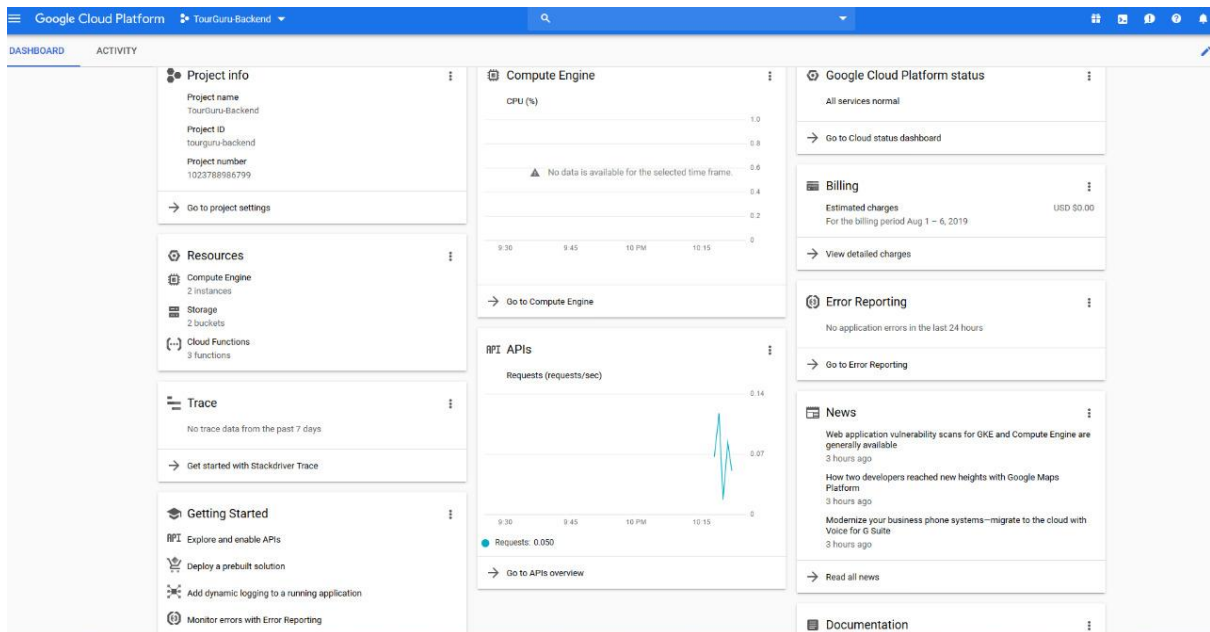 Google Cloud Platform
TourGuru-Backend
DASHBOARD
ACTIVITY
Project info
Project name
TourGuru-Backend
Project ID
tourguru-backend
Project number
1023788986799
Go to project settings
Resources
Compute Engine
2 instances
Storage
2 buckets
Cloud Functions
3 functions
Trace
No trace data from the past 7 days
Get started with Stackdriver Trace
Getting Started
API Explore and enable APIs
Deploy a prebuilt solution
Add dynamic logging to a running application
Monitor errors with Error Reporting
Compute Engine
CPU (%)
1.0
0.8
0.6
No data is available for the selected time frame.
0.4
0.2
0
9:30 9:45 10 PM 10:15
Go to Compute Engine
API APIs
Requests (requests/sec)
0.14
0.07
0
9:30 9:45 10 PM 10:15
Requests: 0.050
Go to APIs overview
Google Cloud Platform status
All services normal
Go to Cloud status dashboard
Billing
Estimated charges USD $0.00
For the billing period Aug 1 – 6, 2019
View detailed charges
Error Reporting
No application errors in the last 24 hours
Go to Error Reporting
News
Web application vulnerability scans for GKE and Compute Engine are
generally available
3 hours ago
How two developers reached new heights with Google Maps
Platform
3 hours ago
Modernize your business phone systems—migrate to the cloud with
Voice for G Suite
3 hours ago
Read all news
Documentation